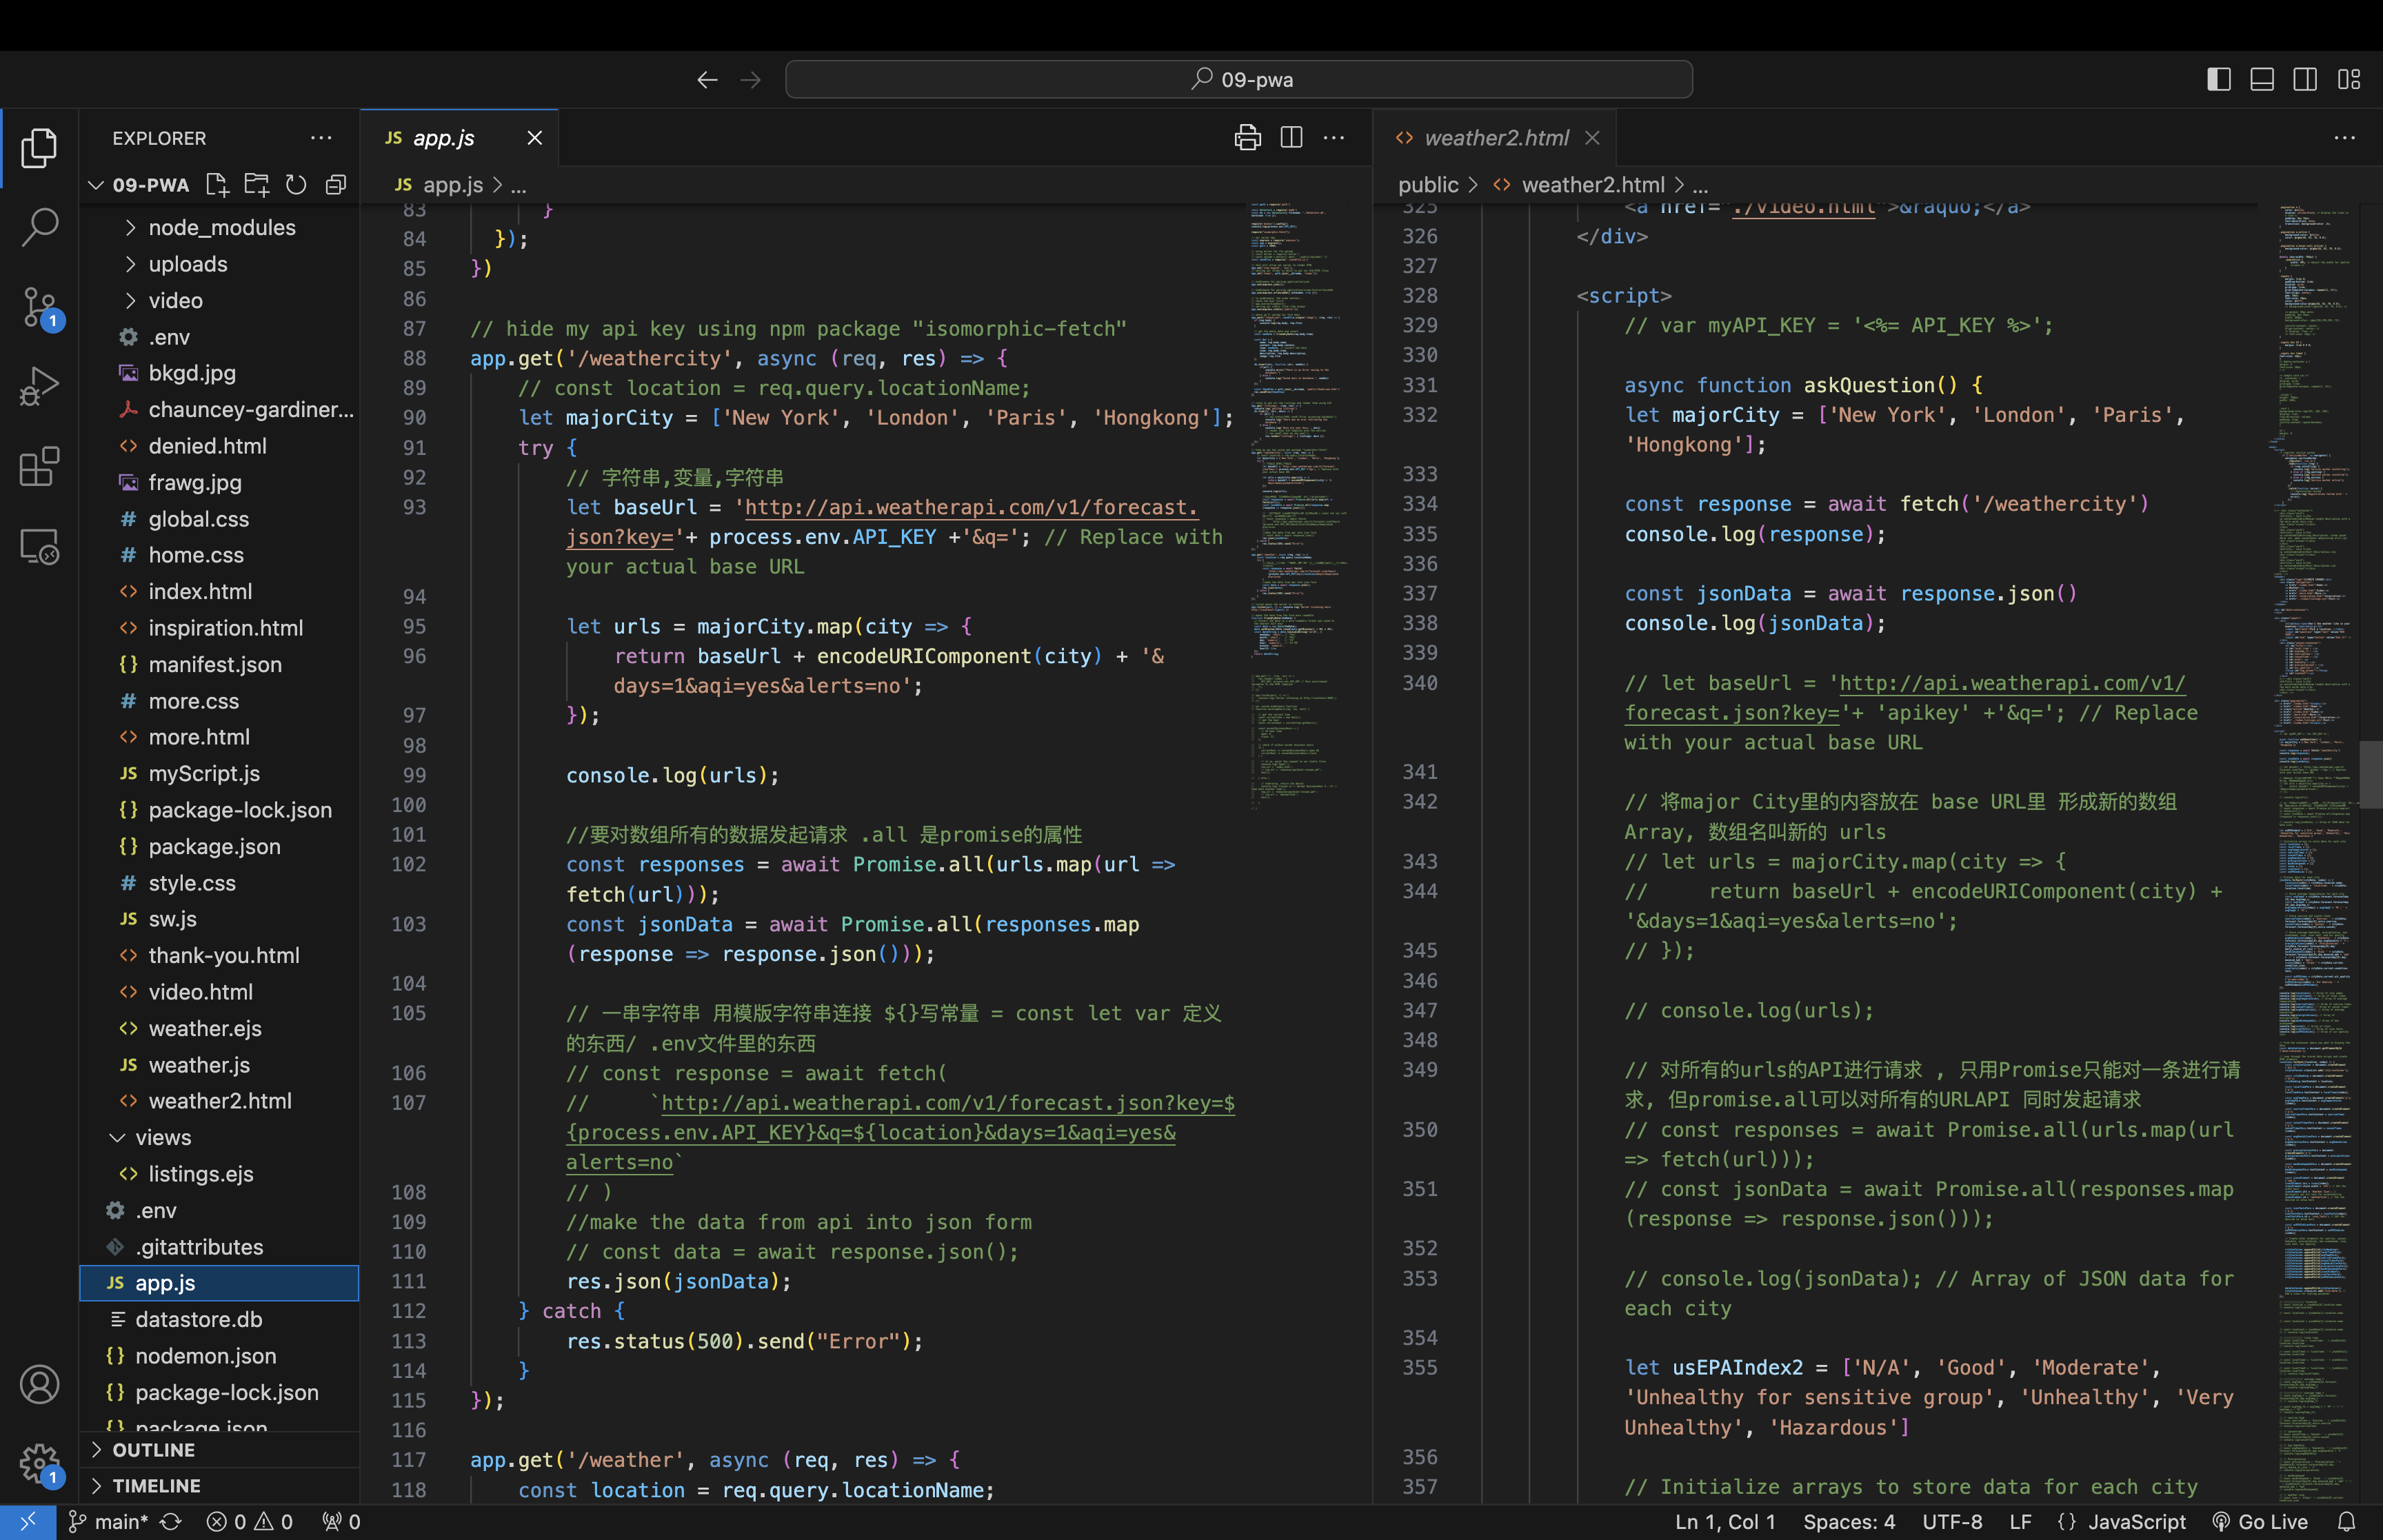 09-pwa
EXPLORER
09-PWA
node_modules
uploads
video
.env
bkgd.jpg
chauncey-gardiner...
denied.html
frawg.jpg
global.css
home.css
index.html
inspiration.html
manifest.json
more.css
more.html
myScript.js
package-lock.json
package.json
style.css
sw.js
thank-you.html
video.html
weather.ejs
weather.js
weather2.html
views
listings.ejs
.env
.gitattributes
app.js
datastore.db
nodemon.json
package-lock.json
package.json
OUTLINE
TIMELINE
1
1
JS app.js
JS app.js > ...
83 }
84 });
85 })
86
87 // hide my api key using npm package "isomorphic-fetch"
88 app.get('/weathercity', async (req, res) => {
89 // const location = req.query.locationName;
90 let majorCity = ['New York', 'London', 'Paris', 'Hongkong'];
91 try {
92 // 字符串,变量,字符串
93 let baseUrl = 'http://api.weatherapi.com/v1/forecast.
json?key='+ process.env.API_KEY +'&q='; // Replace with
your actual base URL
94
95 let urls = majorCity.map(city => {
96 return baseUrl + encodeURIComponent(city) + '&
days=1&aqi=yes&alerts=no';
97 });
98
99 console.log(urls);
100
101 //要对数组所有的数据发起请求 .all 是promise的属性
102 const responses = await Promise.all(urls.map(url =>
fetch(url)));
103 const jsonData = await Promise.all(responses.map
(response => response.json()));
104
105 // 一串字符串 用模版字符串连接 ${}写常量 = const let var 定义
的东西/ .env文件里的东西
106 // const response = await fetch(
107 // `http://api.weatherapi.com/v1/forecast.json?key=$
{process.env.API_KEY}&q=${location}&days=1&aqi=yes&
alerts=no`
108 // )
109 //make the data from api into json form
110 // const data = await response.json();
111 res.json(jsonData);
112 } catch {
113 res.status(500).send("Error");
114 }
115 });
116
117 app.get('/weather', async (req, res) => {
118 const location = req.query.locationName;
weather2.html
public > weather2.html > ...
325 <a href="./video.html">&raquo;</a>
326 </div>
327
328 <script>
329 // var myAPI_KEY = '<%= API_KEY %>';
330
331 async function askQuestion() {
332 let majorCity = ['New York', 'London', 'Paris',
'Hongkong'];
333
334 const response = await fetch('/weathercity')
335 console.log(response);
336
337 const jsonData = await response.json()
338 console.log(jsonData);
339
340 // let baseUrl = 'http://api.weatherapi.com/v1/
forecast.json?key='+ 'apikey' +'&q='; // Replace
with your actual base URL
341
342 // 将major City里的内容放在 base URL里 形成新的数组
Array, 数组名叫新的 urls
343 // let urls = majorCity.map(city => {
344 // return baseUrl + encodeURIComponent(city) +
'&days=1&aqi=yes&alerts=no';
345 // });
346
347 // console.log(urls);
348
349 // 对所有的urls的API进行请求 , 只用Promise只能对一条进行请
求, 但promise.all可以对所有的URLAPI 同时发起请求
350 // const responses = await Promise.all(urls.map(url
=> fetch(url)));
351 // const jsonData = await Promise.all(responses.map
(response => response.json()));
352
353 // console.log(jsonData); // Array of JSON data for
each city
354
355 let usEPAIndex2 = ['N/A', 'Good', 'Moderate',
'Unhealthy for sensitive group', 'Unhealthy', 'Very
Unhealthy', 'Hazardous']
356
357 // Initialize arrays to store data for each city
main* 0 0 0 Ln 1, Col 1 Spaces: 4 UTF-8 LF {} JavaScript Go Live